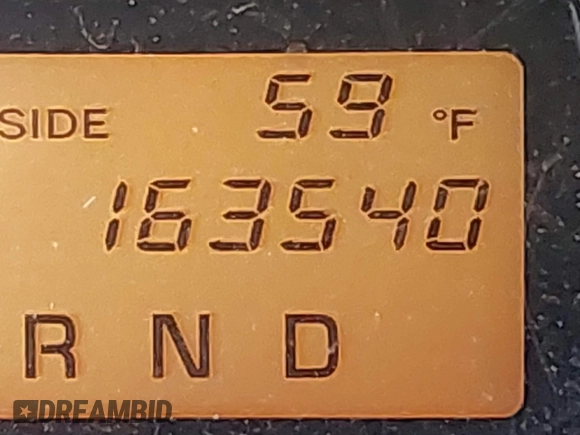 SIDE 59 °F
163540
R N D
DREAMBID